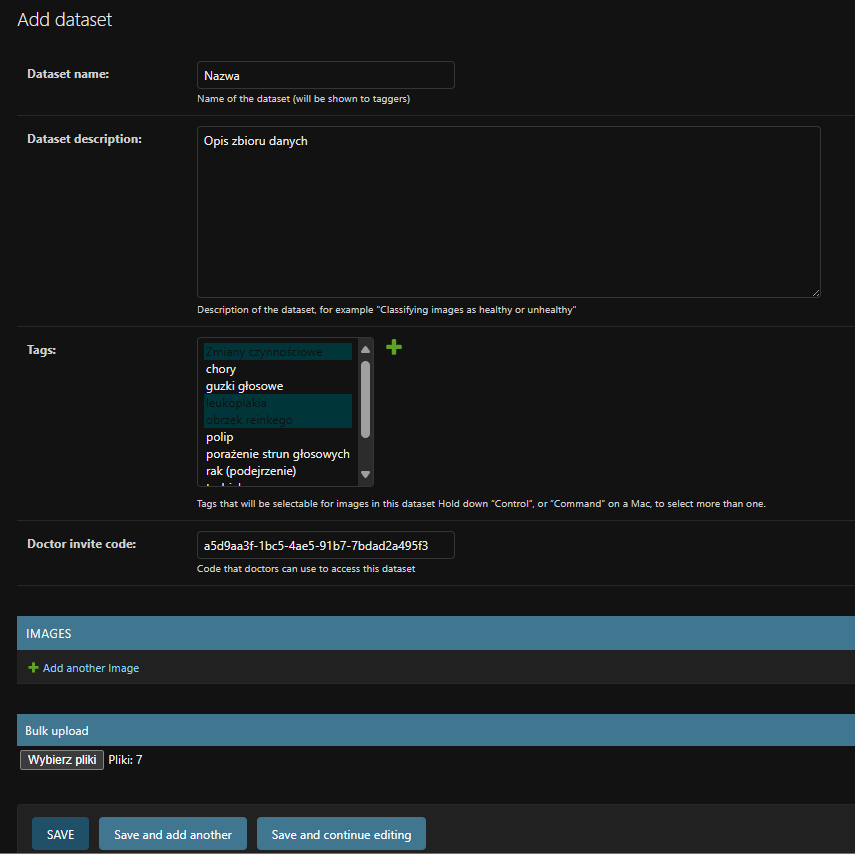 Add dataset
Dataset name:
Nazwa
Name of the dataset (will be shown to taggers)
Dataset description:
Opis zbioru danych
Description of the dataset, for example "Classifying images as healthy or unhealthy"
Tags:
Zmiany czynnościowe
chory
guzki głosowe
leukoplakia
obrzęk reinkego
polip
porażenie strun głosowych
rak (podejrzenie)
Tags that will be selectable for images in this dataset Hold down "Control", or "Command" on a Mac, to select more than one.
Doctor invite code:
a5d9aa3f-1bc5-4ae5-91b7-7bdad2a495f3
Code that doctors can use to access this dataset
IMAGES
Add another Image
Bulk upload
Wybierz pliki Pliki: 7
SAVE Save and add another Save and continue editing